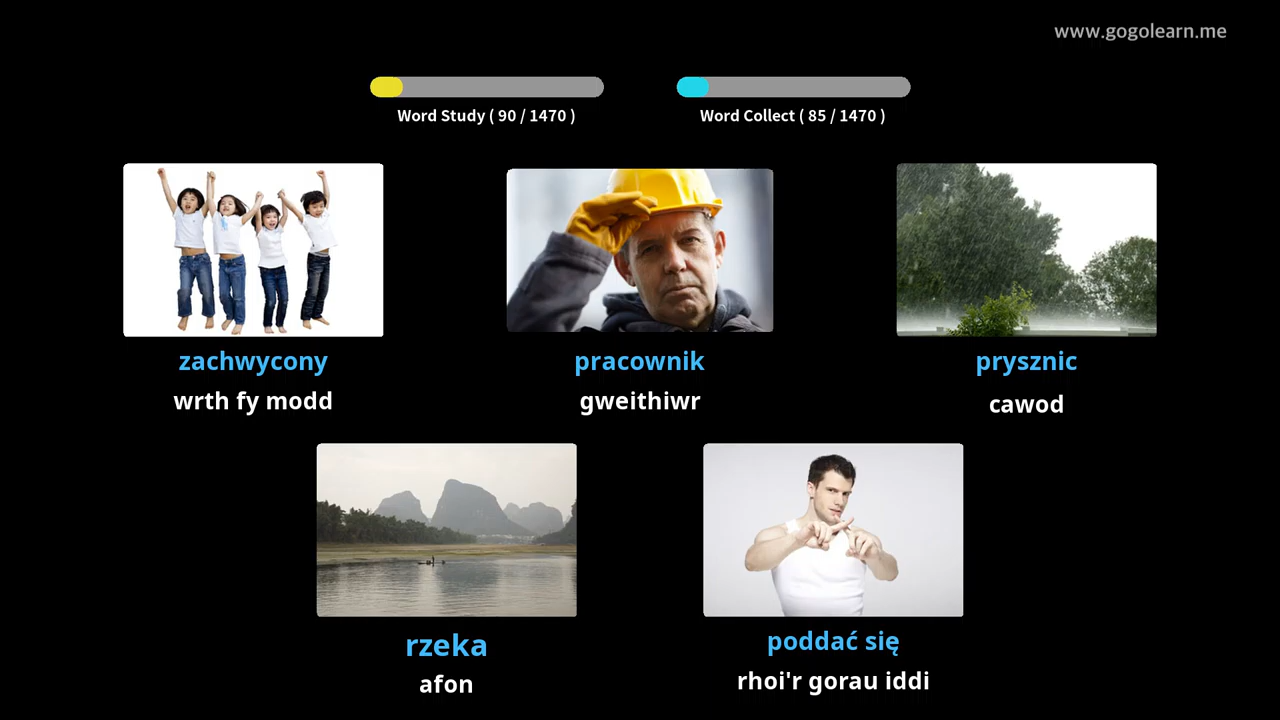 www.gogolearn.me
Word Study ( 90 / 1470 )
Word Collect ( 85 / 1470 )
zachwycony
wrth fy modd
pracownik
gweithiwr
prysznic
cawod
rzeka
afon
poddać się
rhoi'r gorau iddi